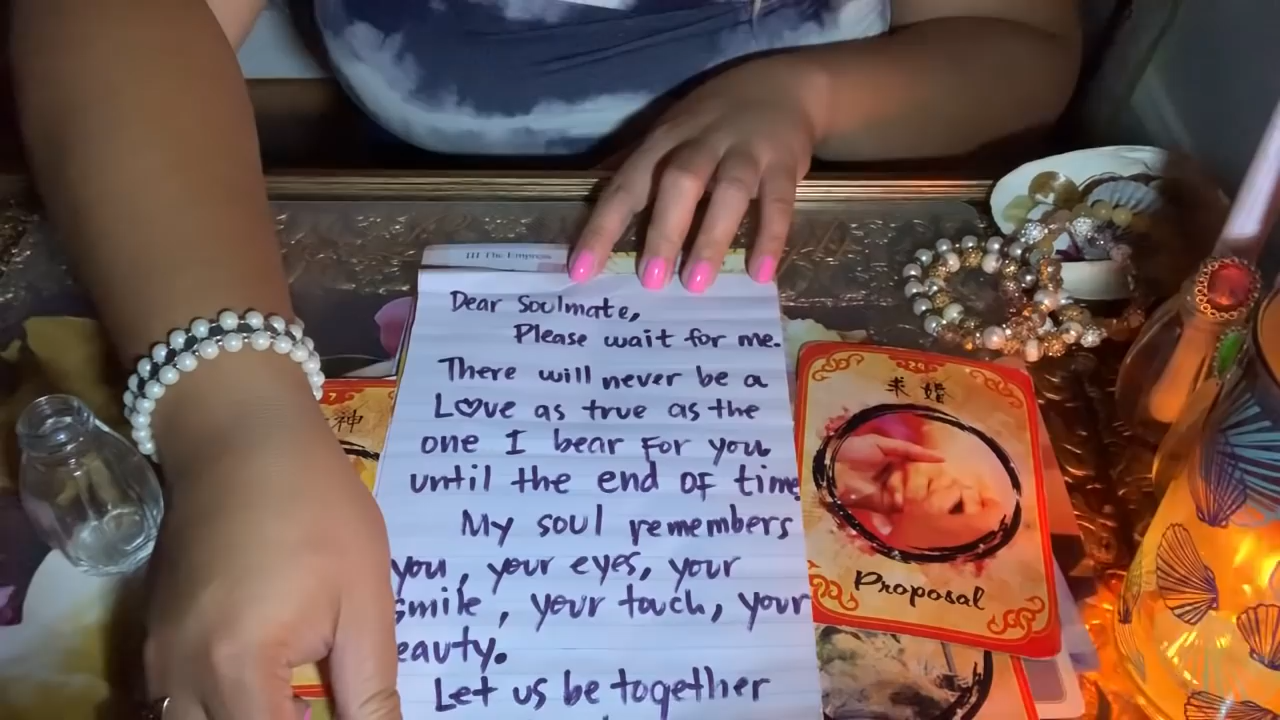 III The Empress
Dear Soulmate,
Please wait for me.
There will never be a
Love as true as the
one I bear for you
until the end of time
My soul remembers
you, your eyes, your
smile, your touch, your
eauty.
Let us be together
求婚
Proposal
神